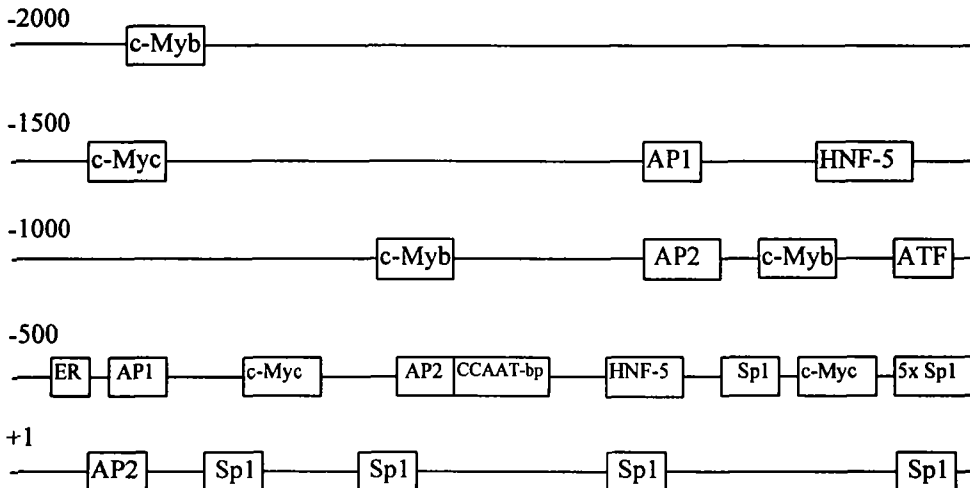 -2000
c-Myb
-1500
c-Myc AP1 HNF-5
-1000
c-Myb AP2 c-Myb ATF
-500
ER AP1 c-Myc AP2 CCAAT-bp HNF-5 Sp1 c-Myc 5x Sp1
+1
AP2 Sp1 Sp1 Sp1 Sp1